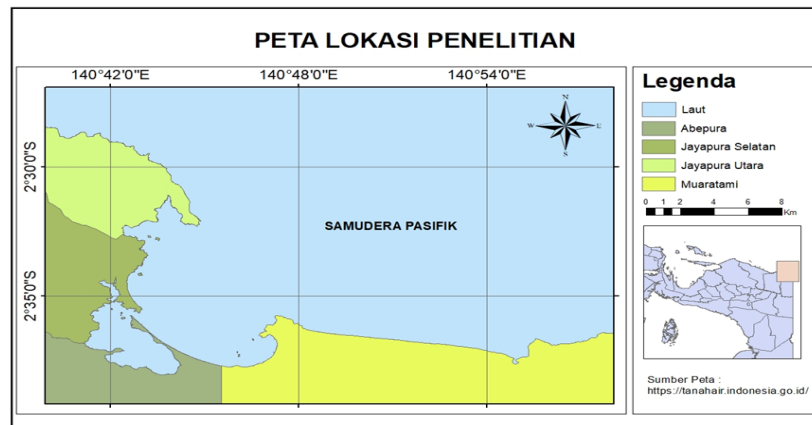 PETA LOKASI PENELITIAN
140°42'0"E 140°48'0"E 140°54'0"E
2°30'0"S
2°35'0"S
N
W E
S
SAMUDERA PASIFIK
Legenda
Laut
Abepura
Jayapura Selatan
Jayapura Utara
Muaratami
0 1 2 4 6 8
Km
Sumber Peta :
https://tanahair.indonesia.go.id/